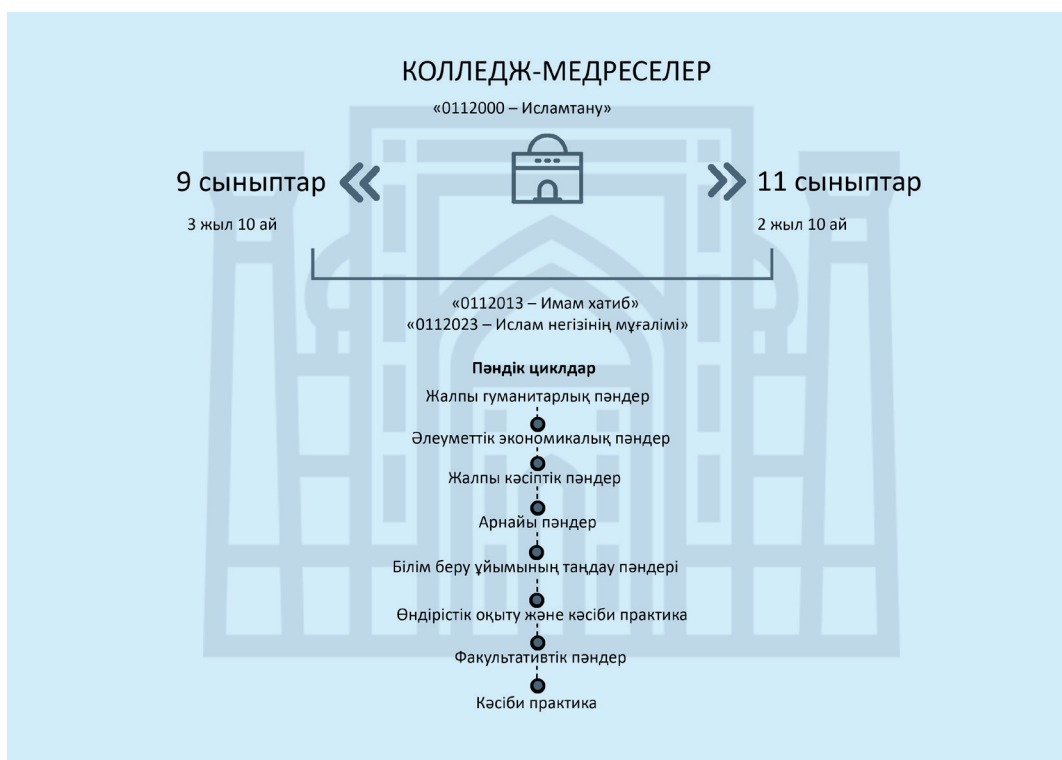 КОЛЛЕДЖ-МЕДРЕСЕЛЕР
«0112000 – Исламтану»
9 сыныптар
11 сыныптар
3 жыл 10 ай
2 жыл 10 ай
«0112013 – Имам хатиб»
«0112023 – Ислам негізінің мұғалімі»
Пәндік циклдар
Жалпы гуманитарлық пәндер
Әлеуметтік экономикалық пәндер
Жалпы кәсіптік пәндер
Арнайы пәндер
Білім беру ұйымының таңдау пәндері
Өндірістік оқыту және кәсіби практика
Факультативтік пәндер
Кәсіби практика